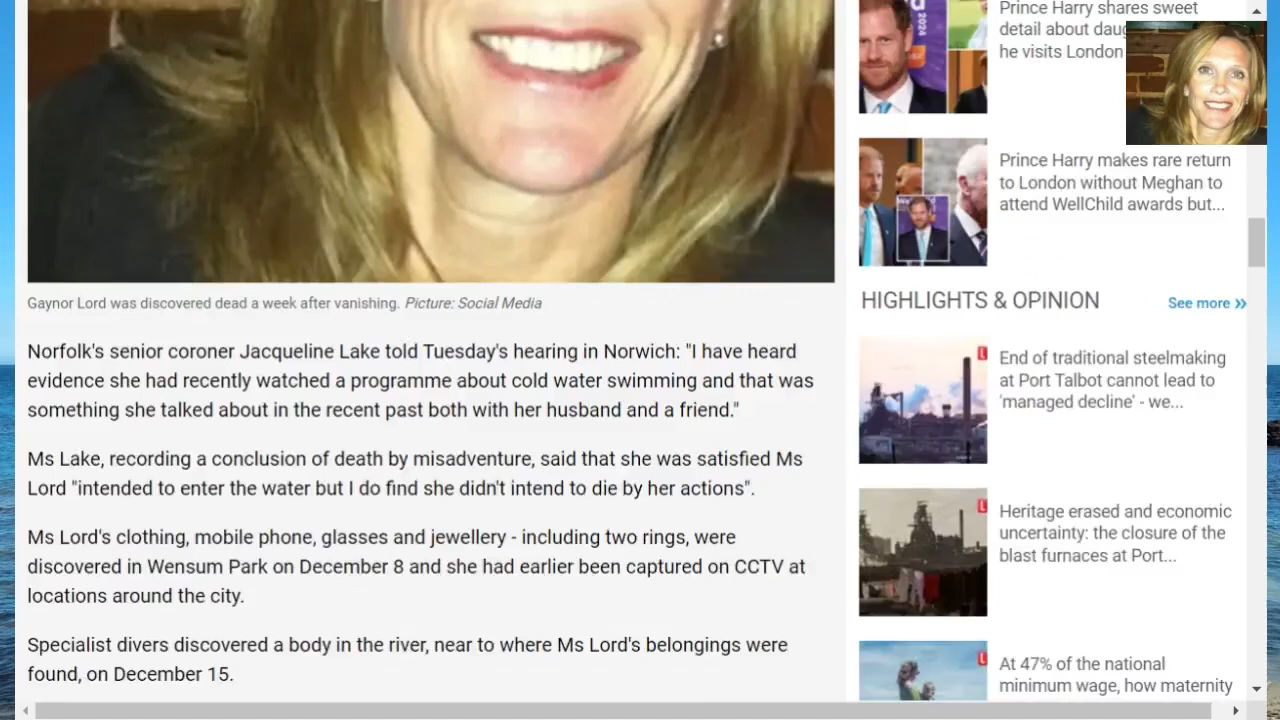 Gaynor Lord was discovered dead a week after vanishing. Picture: Social Media
Norfolk's senior coroner Jacqueline Lake told Tuesday's hearing in Norwich: "I have heard
evidence she had recently watched a programme about cold water swimming and that was
something she talked about in the recent past both with her husband and a friend."
Ms Lake, recording a conclusion of death by misadventure, said that she was satisfied Ms
Lord "intended to enter the water but I do find she didn't intend to die by her actions".
Ms Lord's clothing, mobile phone, glasses and jewellery - including two rings, were
discovered in Wensum Park on December 8 and she had earlier been captured on CCTV at
locations around the city.
Specialist divers discovered a body in the river, near to where Ms Lord's belongings were
found, on December 15.
Prince Harry shares sweet
detail about
he visits London
2024
Prince Harry makes rare return
to London without Meghan to
attend WellChild awards but...
HIGHLIGHTS & OPINION
See more »
End of traditional steelmaking
at Port Talbot cannot lead to
'managed decline' - we...
Heritage erased and economic
uncertainty: the closure of the
blast furnaces at Port...
At 47% of the national
minimum wage, how maternity